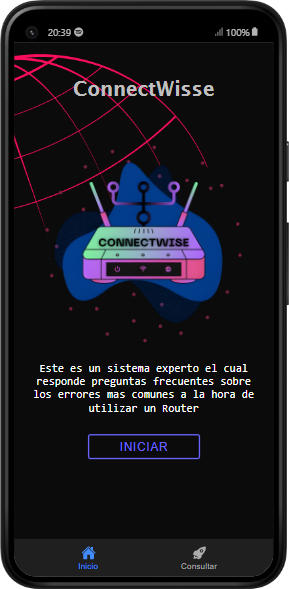 20:39
100%
ConnectWisse
CONNECTWISE
Este es un sistema experto el cual
responde preguntas frecuentes sobre
los errores mas comunes a la hora de
utilizar un Router
INICIAR
Inicio
Consultar